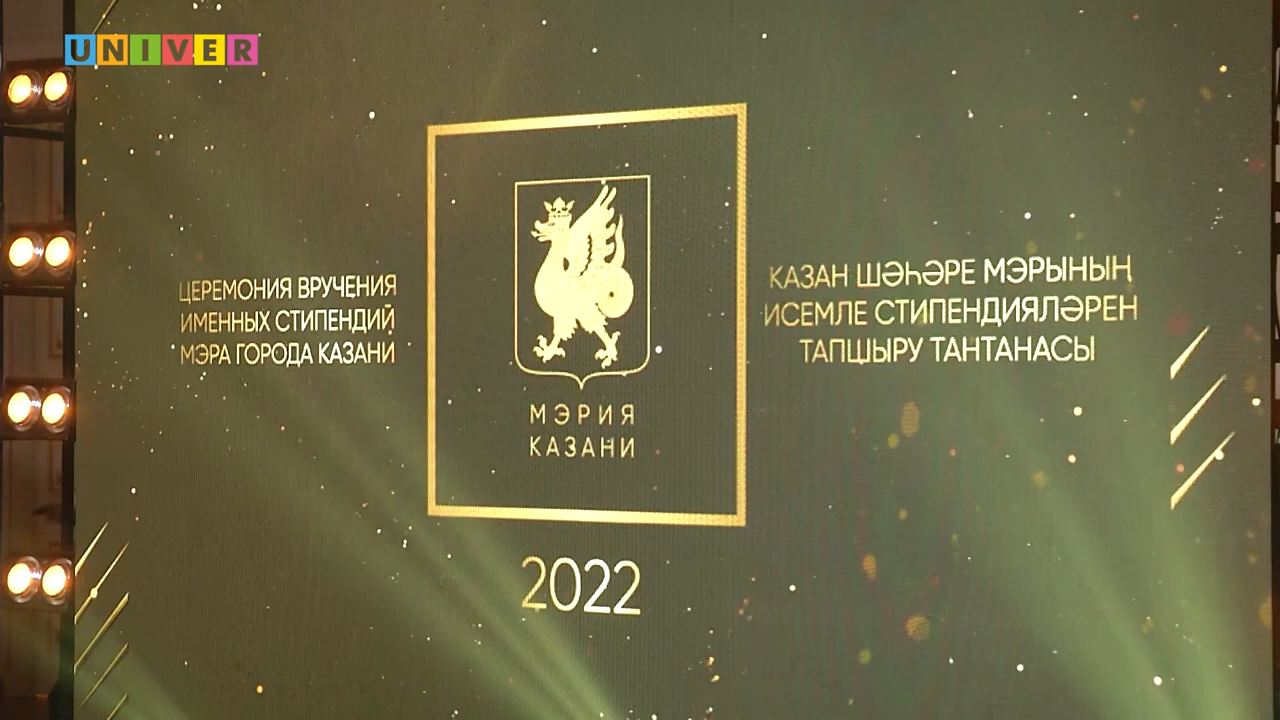 UNIVER
ЦЕРЕМОНИЯ ВРУЧЕНИЯ
ИМЕННЫХ СТИПЕНДИЙ
МЭРА ГОРОДА КАЗАНИ
МЭРИЯ
КАЗАНИ
2022
КАЗАН ШӘҺӘРЕ МЭРЫНЫҢ
ИСЕМЛЕ СТИПЕНДИЯЛӘРЕН
ТАПШЫРУ ТАНТАНАСЫ